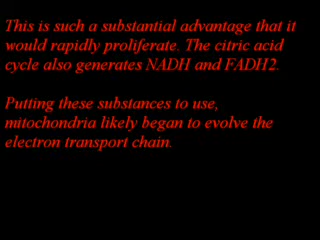 This is such a substantial advantage that it
would rapidly proliferate. The citric acid
cycle also generates NADH and FADH2.
Putting these substances to use,
mitochondria likely began to evolve the
electron transport chain.